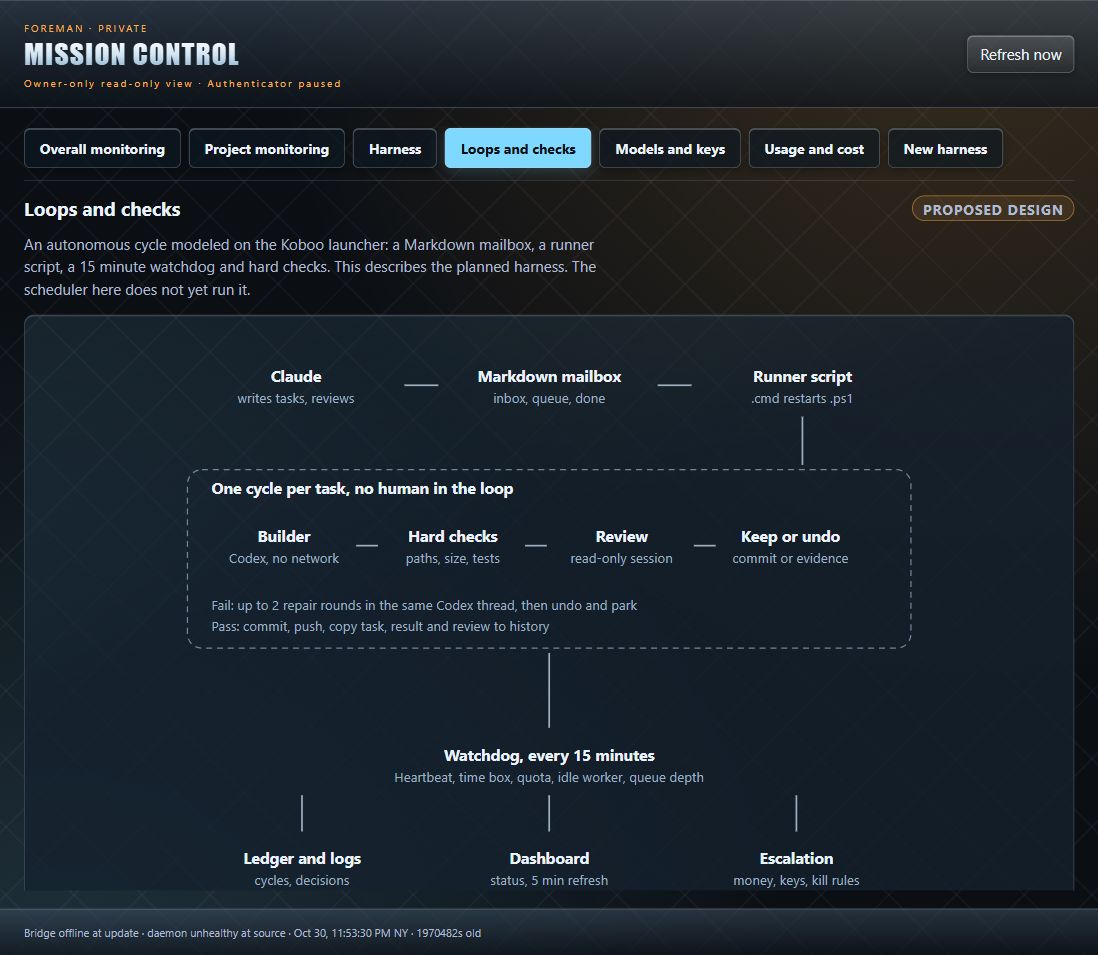 FOREMAN · PRIVATE
MISSION CONTROL
Owner-only read-only view · Authenticator paused
Refresh now
Overall monitoring
Project monitoring
Harness
Loops and checks
Models and keys
Usage and cost
New harness
Loops and checks
PROPOSED DESIGN
An autonomous cycle modeled on the Koboo launcher: a Markdown mailbox, a runner
script, a 15 minute watchdog and hard checks. This describes the planned harness. The
scheduler here does not yet run it.
Claude
writes tasks, reviews
Markdown mailbox
inbox, queue, done
Runner script
.cmd restarts .ps1
One cycle per task, no human in the loop
Builder
Codex, no network
Hard checks
paths, size, tests
Review
read-only session
Keep or undo
commit or evidence
Fail: up to 2 repair rounds in the same Codex thread, then undo and park
Pass: commit, push, copy task, result and review to history
Watchdog, every 15 minutes
Heartbeat, time box, quota, idle worker, queue depth
Ledger and logs
cycles, decisions
Dashboard
status, 5 min refresh
Escalation
money, keys, kill rules
Bridge offline at update · daemon unhealthy at source · Oct 30, 11:53:30 PM NY · 1970482s old